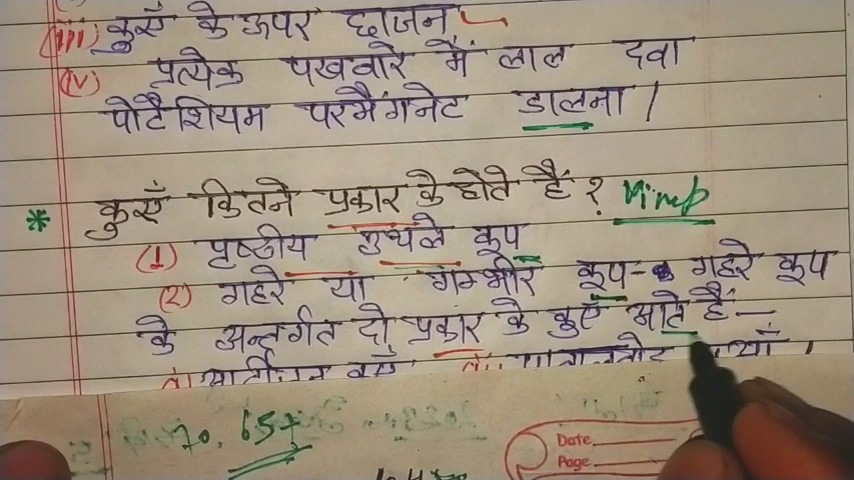 (iii) कुएँ के ऊपर छाजन
(iv) प्रत्येक पखवारे में लाल दवा
पोटैशियम परमैंगनेट डालना।
* कुएँ कितने प्रकार के होते हैं? V.imp
(1) पृष्ठीय उथले कूप
(2) गहरे या गम्भीर कूप- गहरे कूप
के अन्तर्गत दो प्रकार के कुएँ आते हैं—
Date
Page